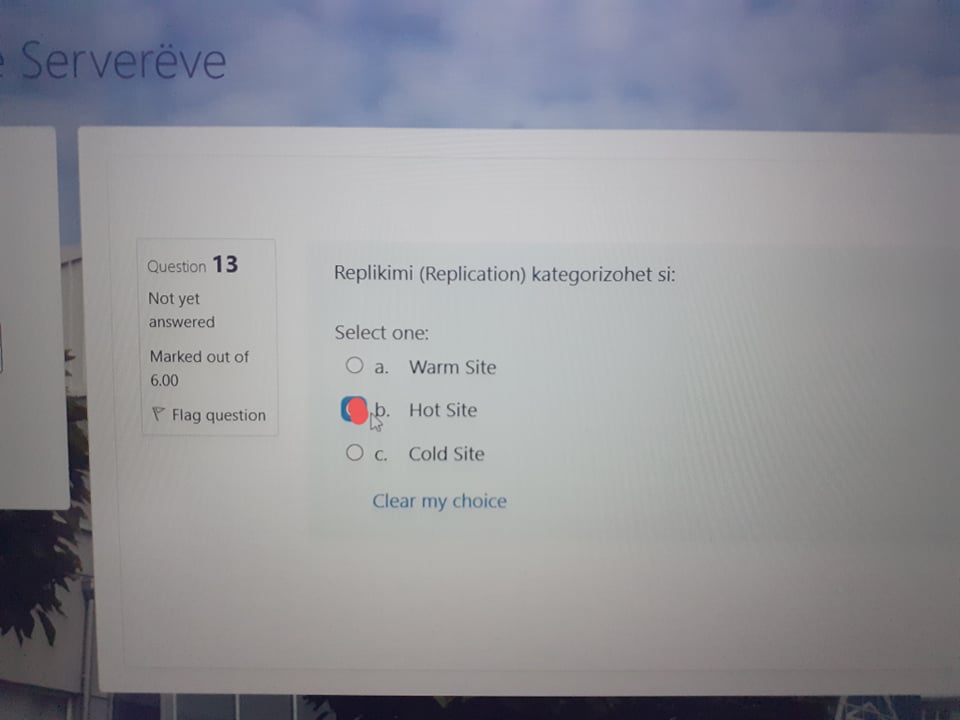 Serverëve
Question 13
Not yet
answered
Marked out of
6.00
Flag question
Replikimi (Replication) kategorizohet si:
Select one:
a. Warm Site
b. Hot Site
c. Cold Site
Clear my choice